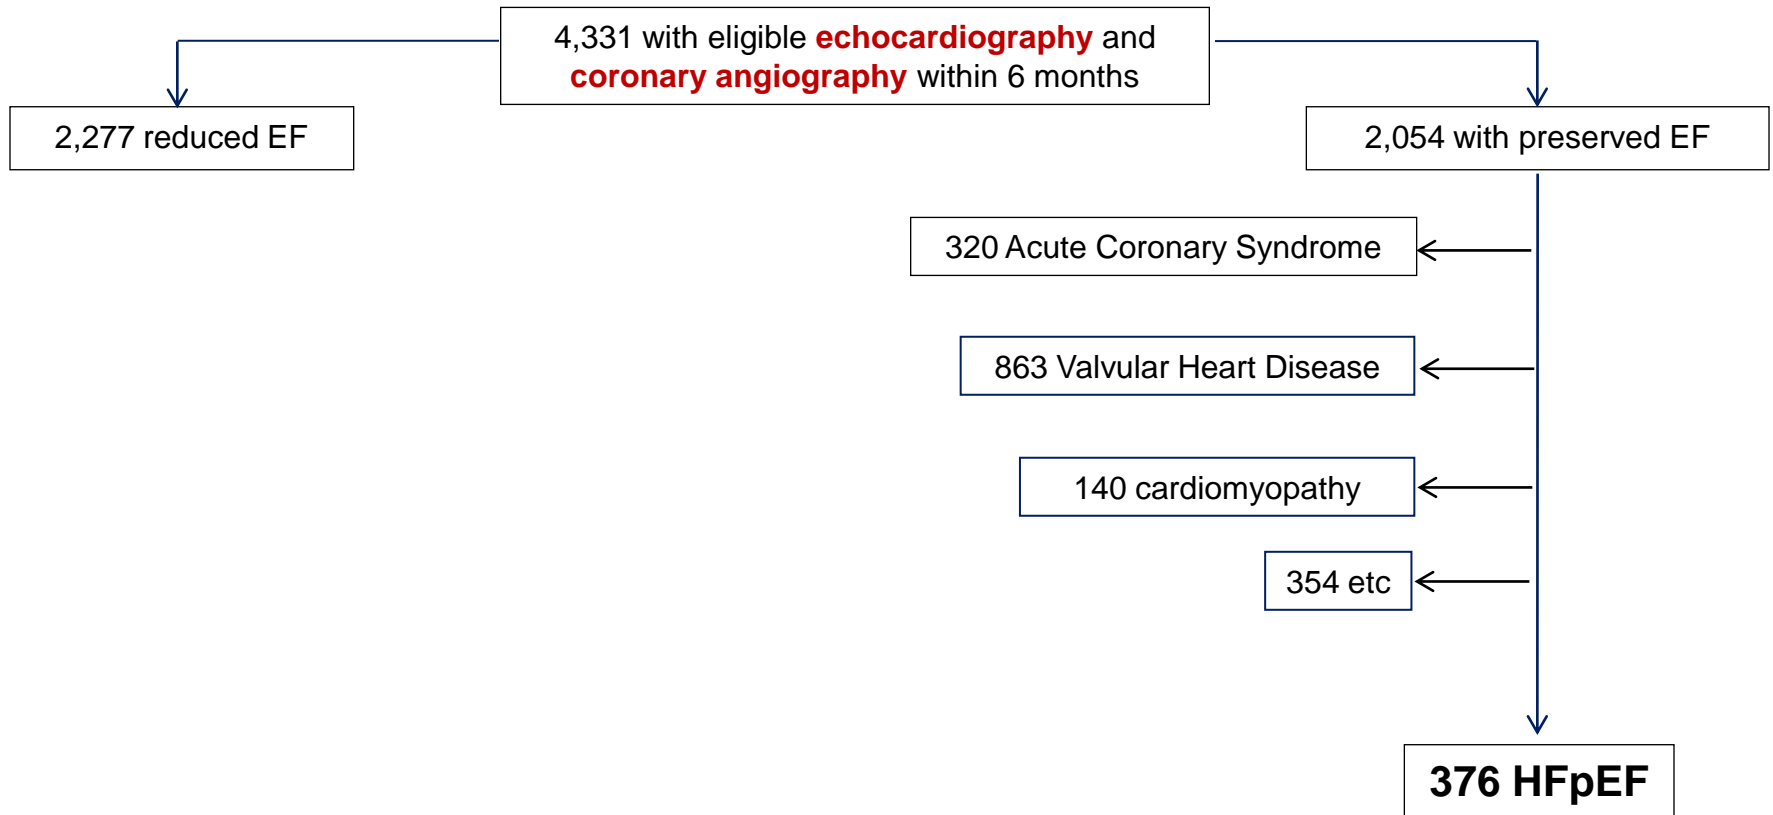 4,331 with eligible echocardiography and
coronary angiography within 6 months
2,277 reduced EF
2,054 with preserved EF
320 Acute Coronary Syndrome
863 Valvular Heart Disease
140 cardiomyopathy
354 etc
376 HFpEF